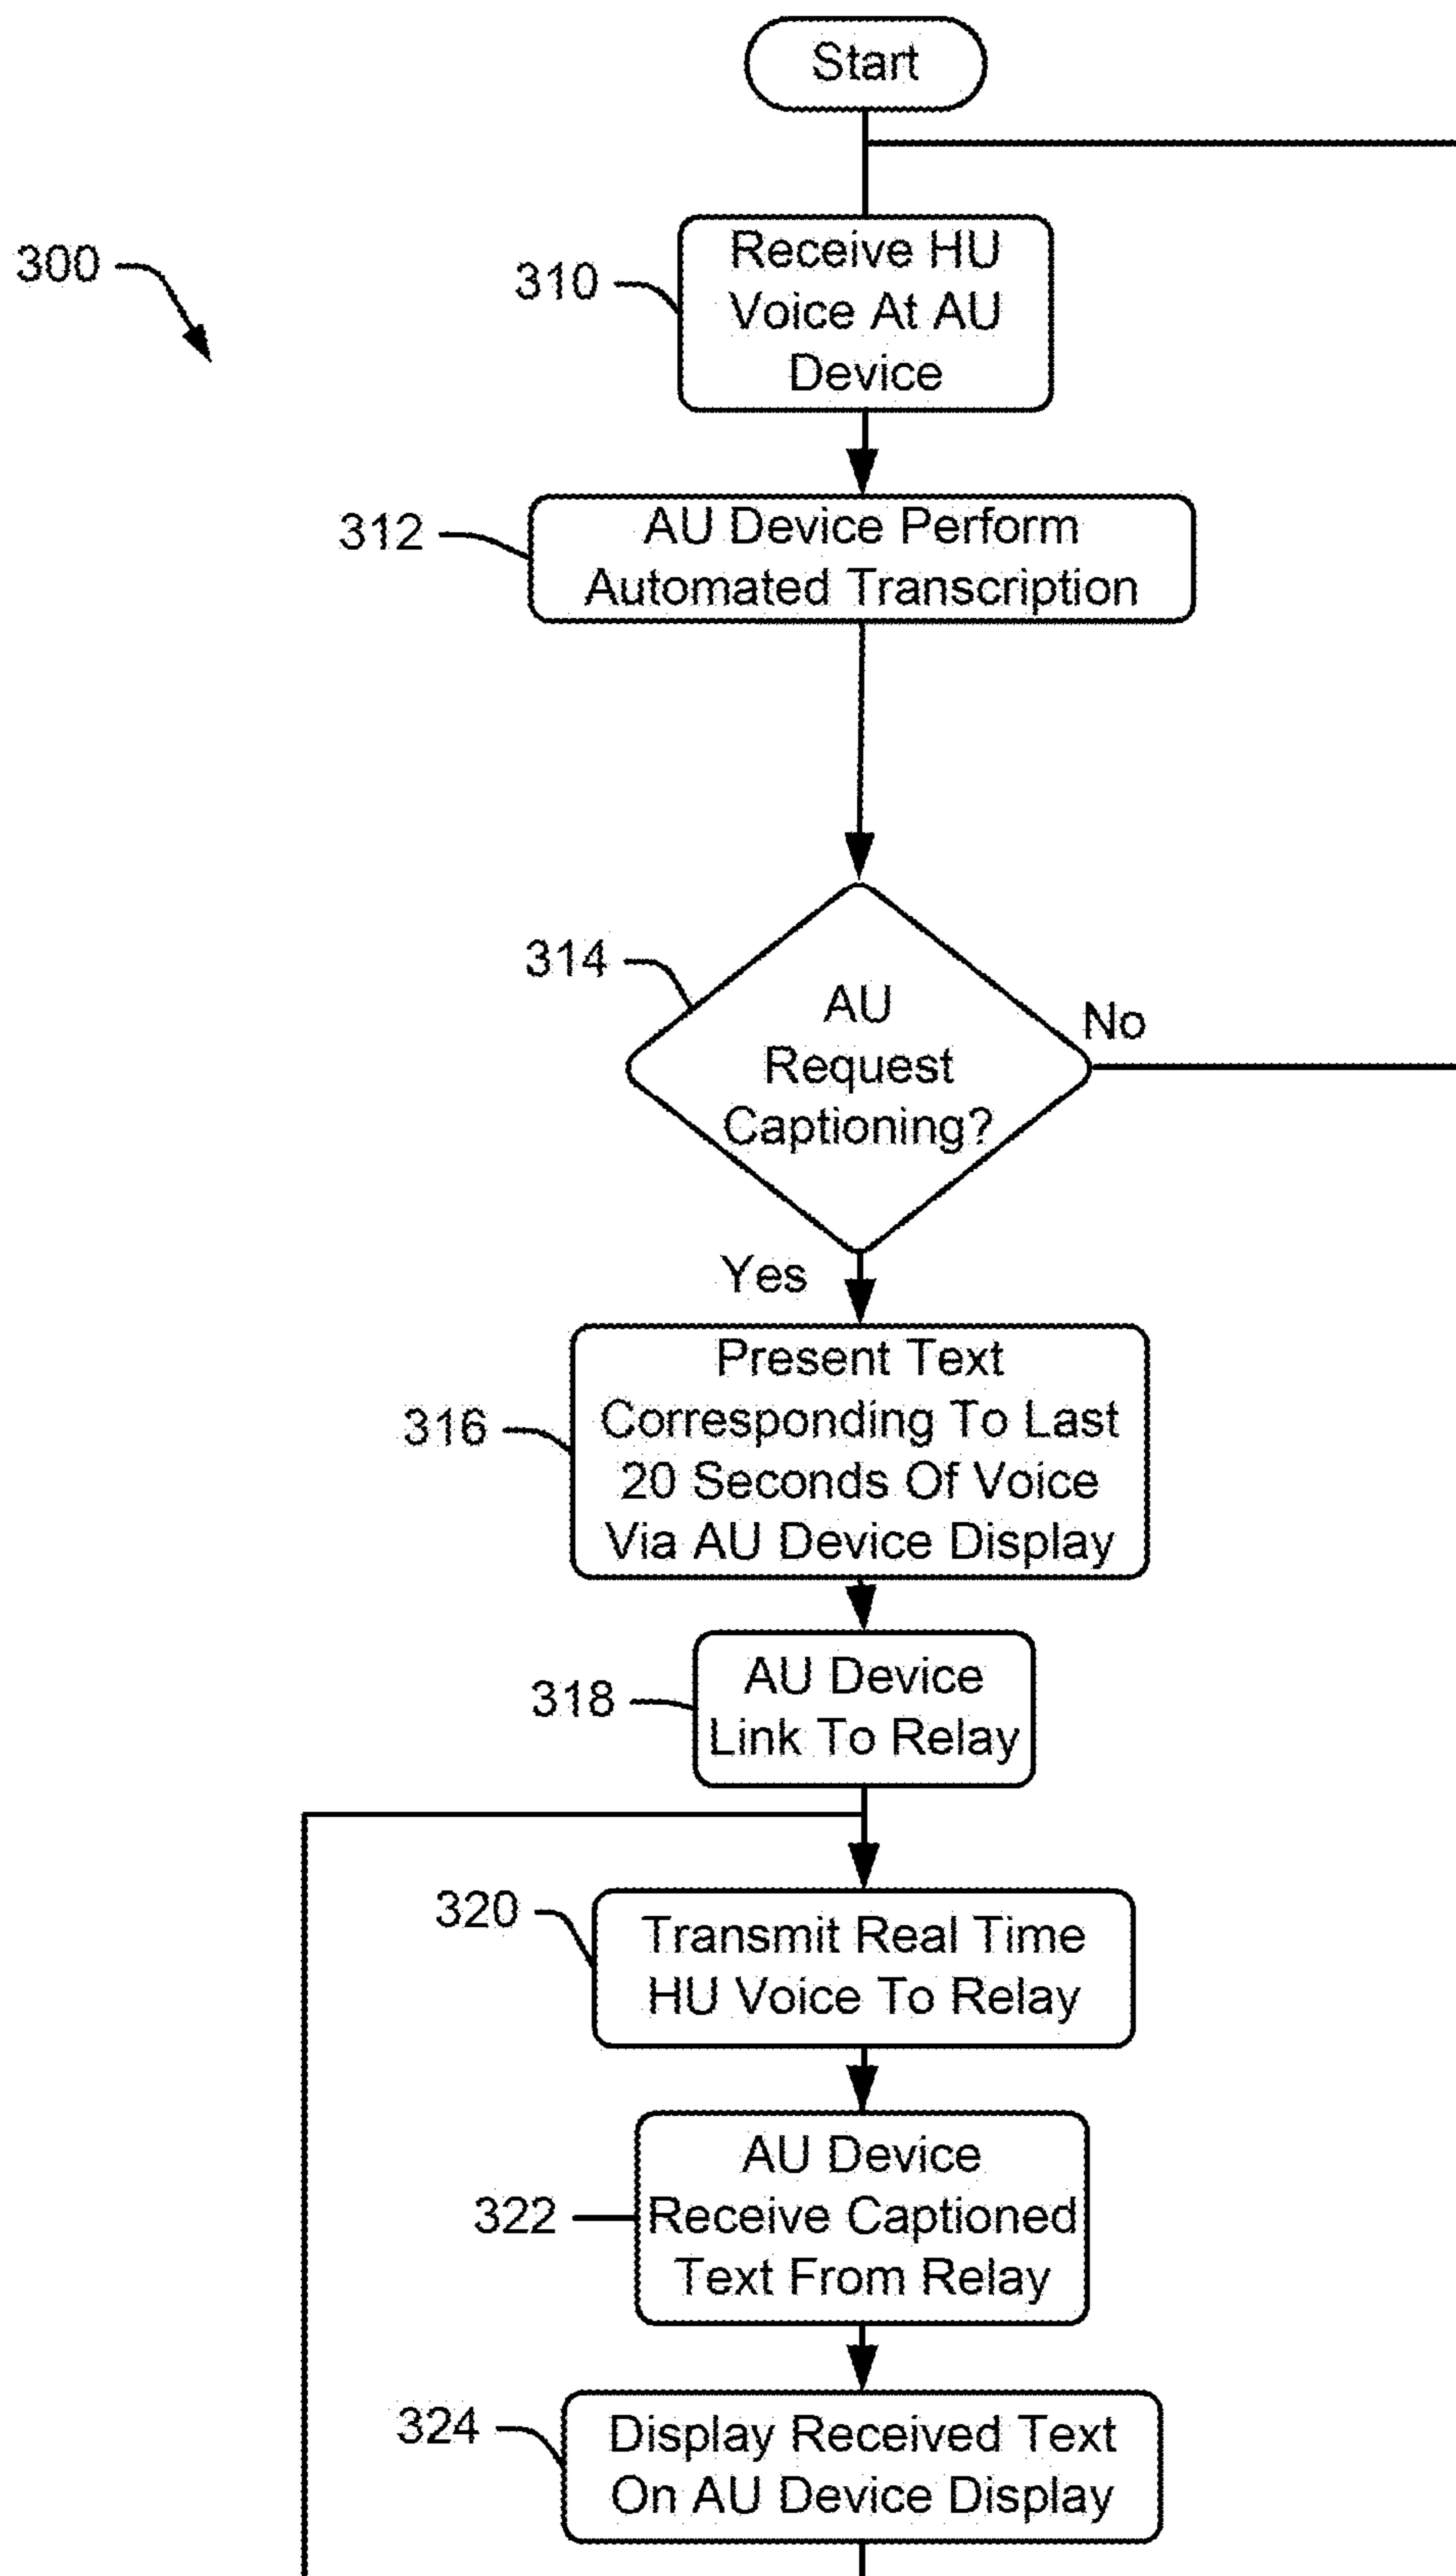 Start
300
310
Receive HU
Voice At AU
Device
312
AU Device Perform
Automated Transcription
314
AU
Request
Captioning?
No
Yes
316
Present Text
Corresponding To Last
20 Seconds Of Voice
Via AU Device Display
318
AU Device
Link To Relay
320
Transmit Real Time
HU Voice To Relay
322
AU Device
Receive Captioned
Text From Relay
324
Display Received Text
On AU Device Display